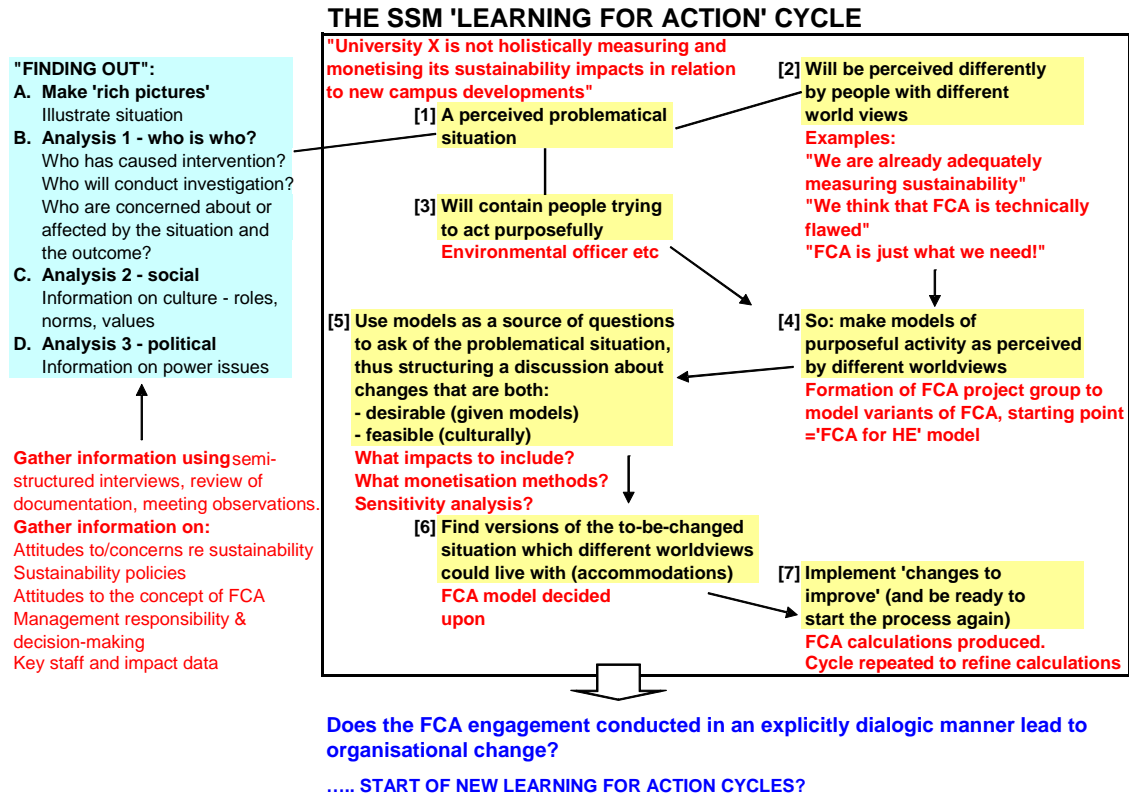 THE SSM 'LEARNING FOR ACTION' CYCLE
"FINDING OUT":
A. Make 'rich pictures'
Illustrate situation
B. Analysis 1 - who is who?
Who has caused intervention?
Who will conduct investigation?
Who are concerned about or
affected by the situation and
the outcome?
C. Analysis 2 - social
Information on culture - roles,
norms, values
D. Analysis 3 - political
Information on power issues
Gather information using semi-
structured interviews, review of
documentation, meeting observations.
Gather information on:
Attitudes to/concerns re sustainability
Sustainability policies
Attitudes to the concept of FCA
Management responsibility &
decision-making
Key staff and impact data
"University X is not holistically measuring and
monetising its sustainability impacts in relation
to new campus developments"
[1] A perceived problematical
situation
[2] Will be perceived differently
by people with different
world views
Examples:
"We are already adequately
measuring sustainability"
"We think that FCA is technically
flawed"
"FCA is just what we need!"
[3] Will contain people trying
to act purposefully
Environmental officer etc
[4] So: make models of
purposeful activity as perceived
by different worldviews
Formation of FCA project group to
model variants of FCA, starting point
='FCA for HE' model
[5] Use models as a source of questions
to ask of the problematical situation,
thus structuring a discussion about
changes that are both:
- desirable (given models)
- feasible (culturally)
What impacts to include?
What monetisation methods?
Sensitivity analysis?
[6] Find versions of the to-be-changed
situation which different worldviews
could live with (accommodations)
FCA model decided
upon
[7] Implement 'changes to
improve' (and be ready to
start the process again)
FCA calculations produced.
Cycle repeated to refine calculations
Does the FCA engagement conducted in an explicitly dialogic manner lead to
organisational change?
..... START OF NEW LEARNING FOR ACTION CYCLES?